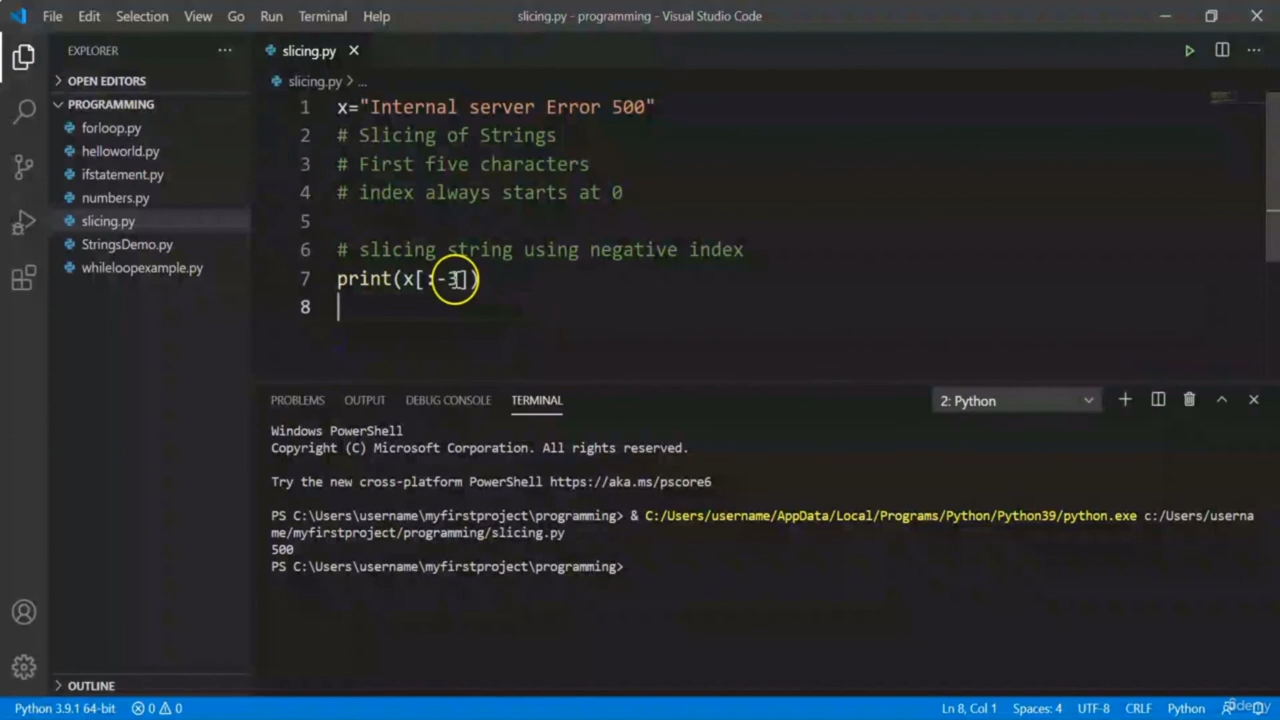 File Edit Selection View Go Run Terminal Help slicing.py - programming - Visual Studio Code
EXPLORER
OPEN EDITORS
PROGRAMMING
forloop.py
helloworld.py
ifstatement.py
numbers.py
slicing.py
StringsDemo.py
whileloopexample.py
OUTLINE
slicing.py
slicing.py > ...
1 x="Internal server Error 500"
2 # Slicing of Strings
3 # First five characters
4 # index always starts at 0
5
6 # slicing string using negative index
7 print(x[:-3])
8
PROBLEMS OUTPUT DEBUG CONSOLE TERMINAL 2: Python
Windows PowerShell
Copyright (C) Microsoft Corporation. All rights reserved.
Try the new cross-platform PowerShell https://aka.ms/pscore6
PS C:\Users\username\myfirstproject\programming> & C:/Users/username/AppData/Local/Programs/Python/Python39/python.exe c:/Users/userna
me/myfirstproject/programming/slicing.py
500
PS C:\Users\username\myfirstproject\programming>
Python 3.9.1 64-bit 0 0 Ln 8, Col 1 Spaces: 4 UTF-8 CRLF Python
Udemy